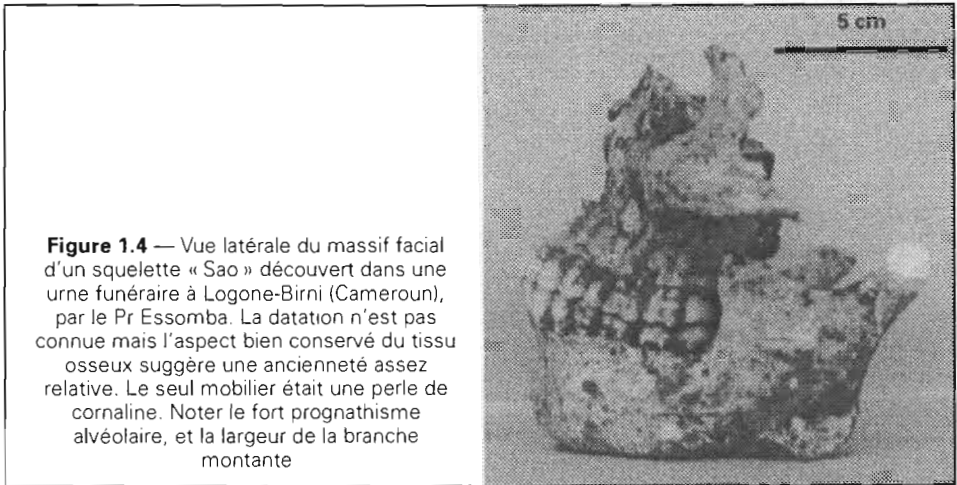 Figure 1.4 — Vue latérale du massif facial
d'un squelette « Sao » découvert dans une
urne funéraire à Logone-Birni (Cameroun),
par le Pr Essomba. La datation n'est pas
connue mais l'aspect bien conservé du tissu
osseux suggère une ancienneté assez
relative. Le seul mobilier était une perle de
cornaline. Noter le fort prognathisme
alvéolaire, et la largeur de la branche
montante
5 cm